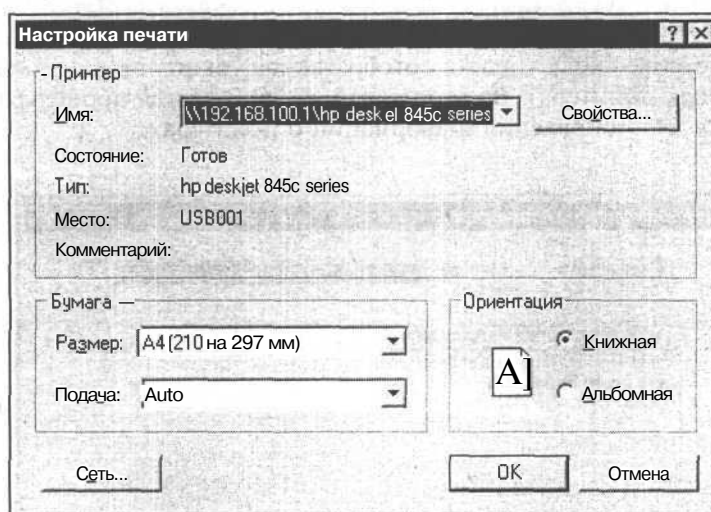 Настройка печати
Принтер
Имя: \\192.168.100.1\hp deskel 845c series Свойства...
Состояние: Готов
Тип: hp deskjet 845c series
Место: USB001
Комментарий:
Бумага
Размер: A4 (210 на 297 мм)
Подача: Auto
Ориентация
A
Книжная
Альбомная
Сеть... OK Отмена